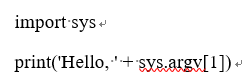 import sys
print('Hello, ' + sys.argv[1])